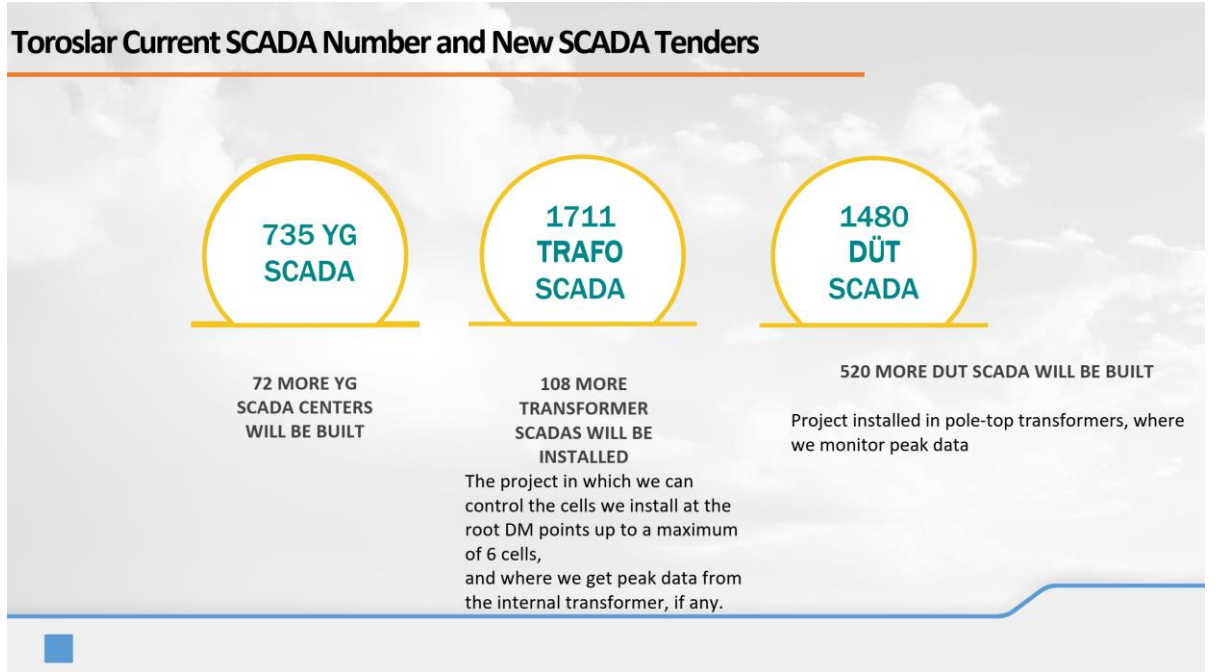 Toroslar Current SCADA Number and New SCADA Tenders
735 YG
SCADA
72 MORE YG
SCADA CENTERS
WILL BE BUILT
1711
TRAFO
SCADA
108 MORE
TRANSFORMER
SCADAS WILL BE
INSTALLED
The project in which we can
control the cells we install at the
root DM points up to a maximum
of 6 cells,
and where we get peak data from
the internal transformer, if any.
1480
DÜT
SCADA
520 MORE DUT SCADA WILL BE BUILT
Project installed in pole-top transformers, where
we monitor peak data